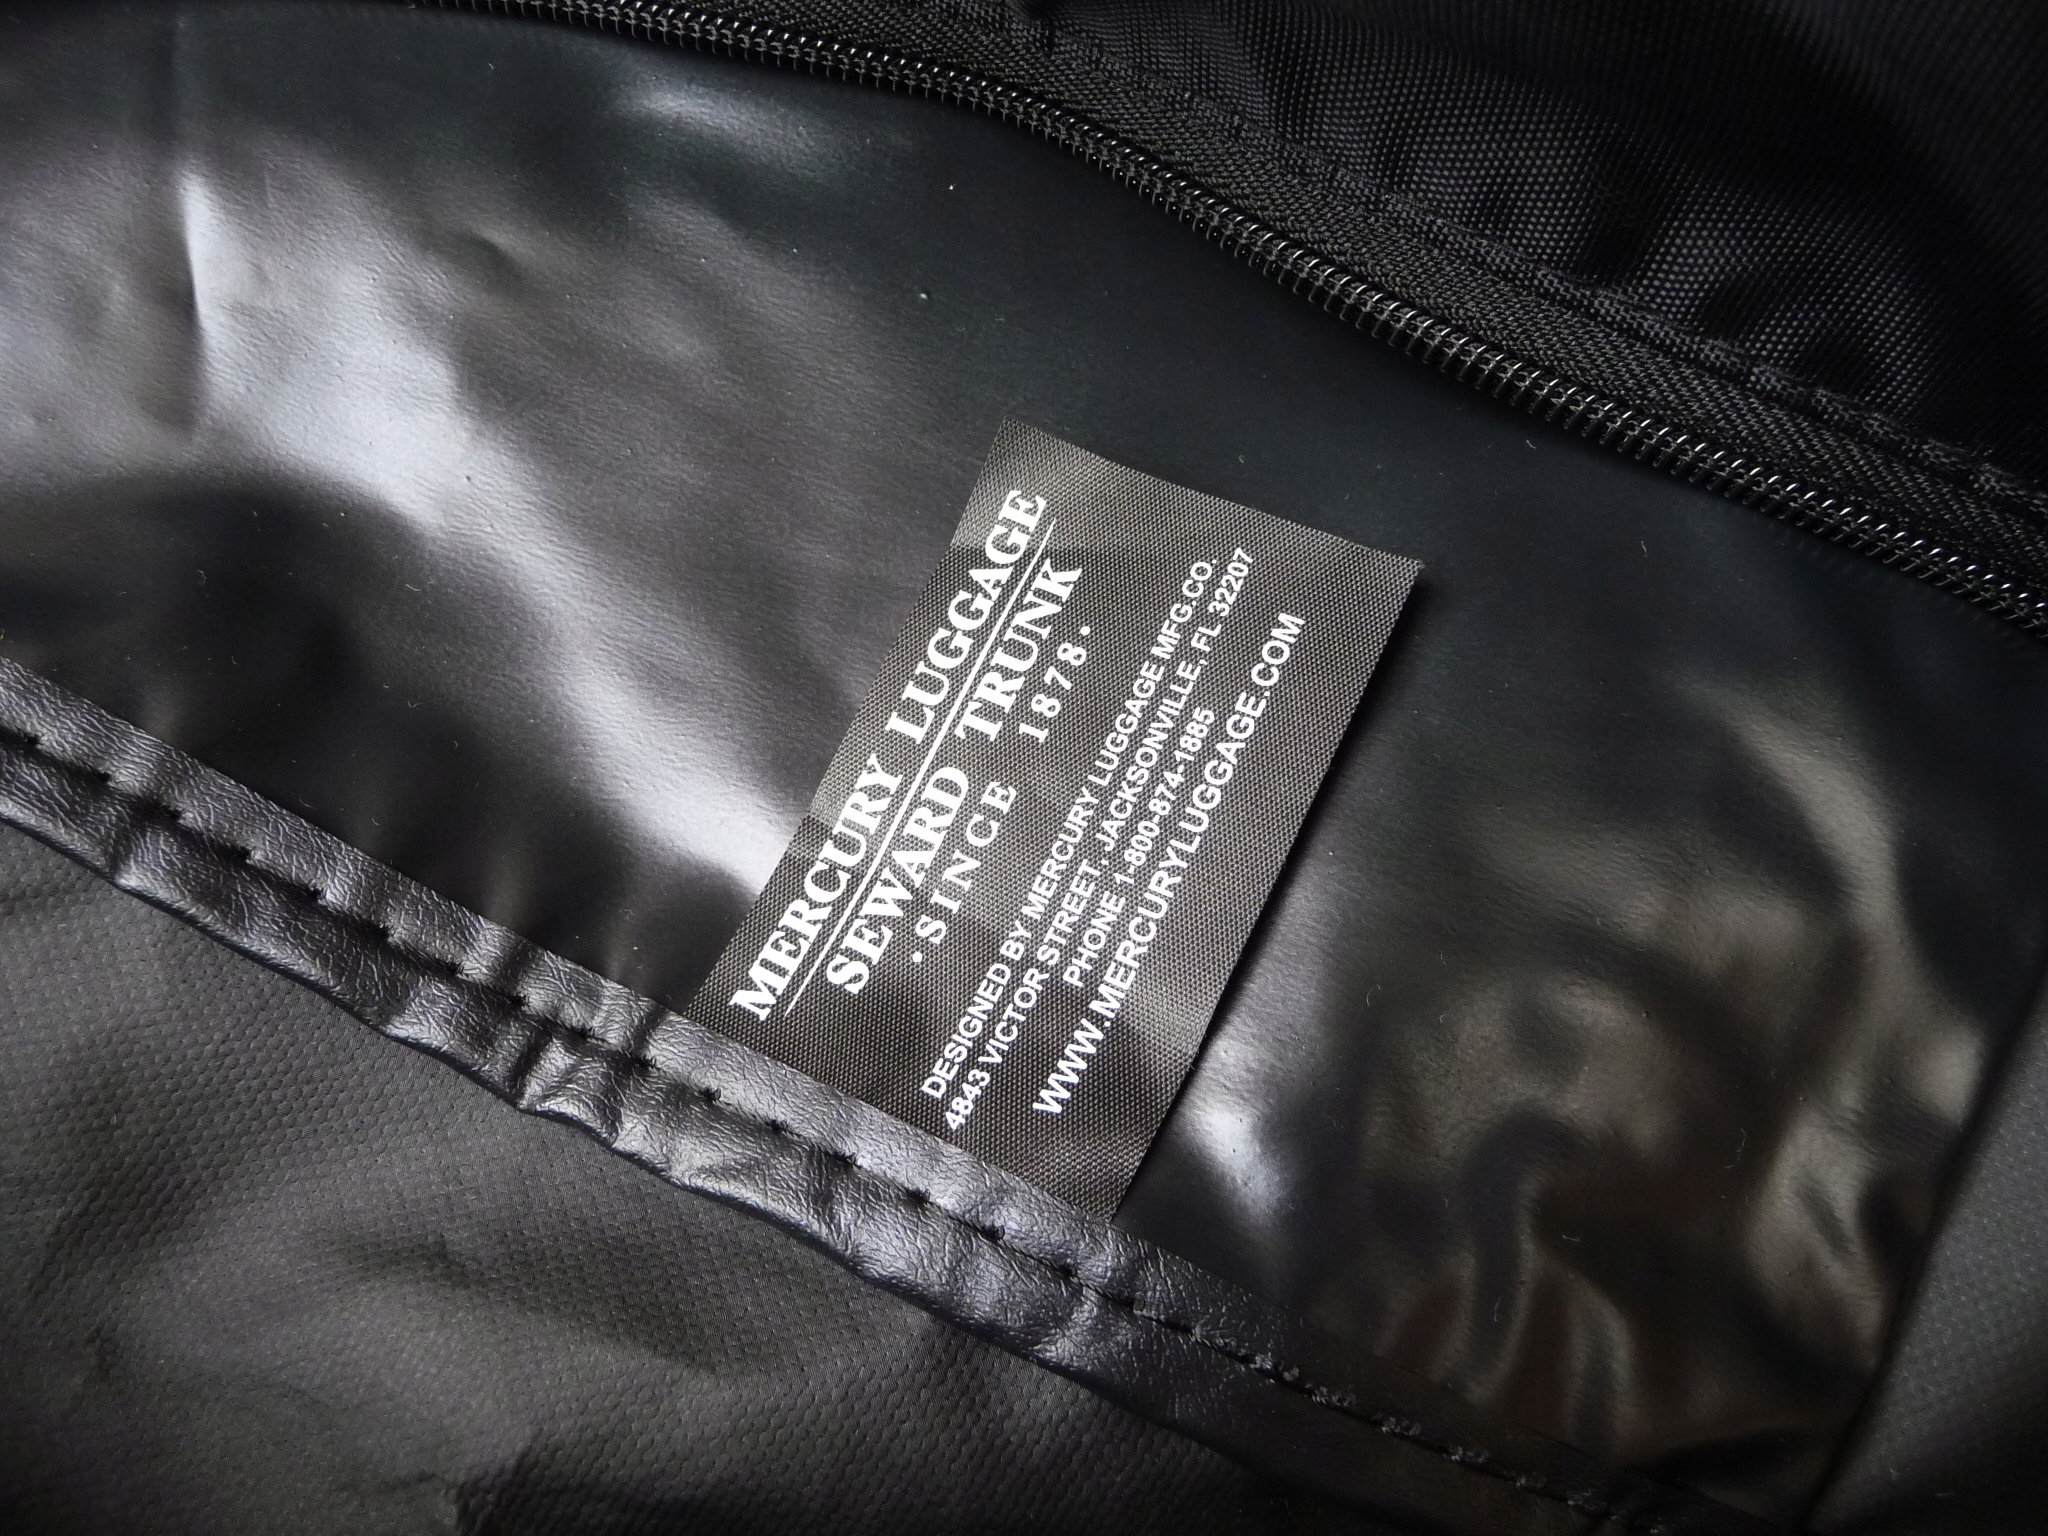 MERCURY LUGGAGE
SEWARD TRUNK
. SINCE 1878 .
DESIGNED BY MERCURY LUGGAGE MFG.CO.
4843 VICTOR STREET, JACKSONVILLE, FL 32207
PHONE 1-800-874-1885
WWW.MERCURYLUGGAGE.COM